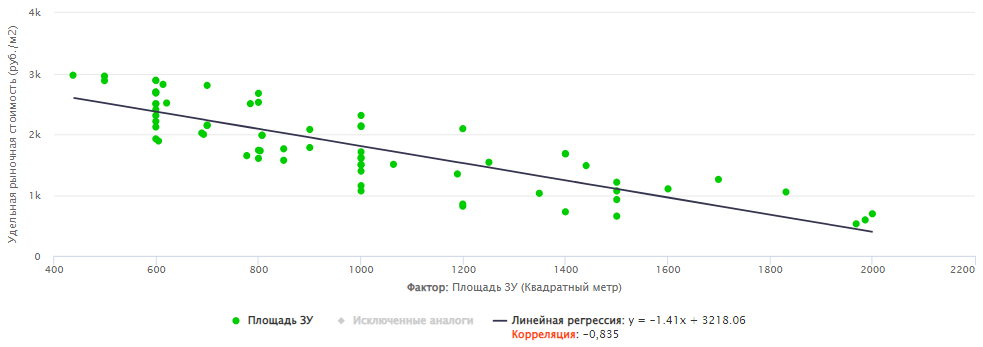 4k
3k
2k
1k
0
Удельная рыночная стоимость (руб./м2)
400 600 800 1000 1200 1400 1600 1800 2000 2200
Фактор: Площадь ЗУ (Квадратный метр)
Площадь ЗУ Исключенные аналоги Линейная регрессия: y = -1.41x + 3218.06
Корреляция: -0,835